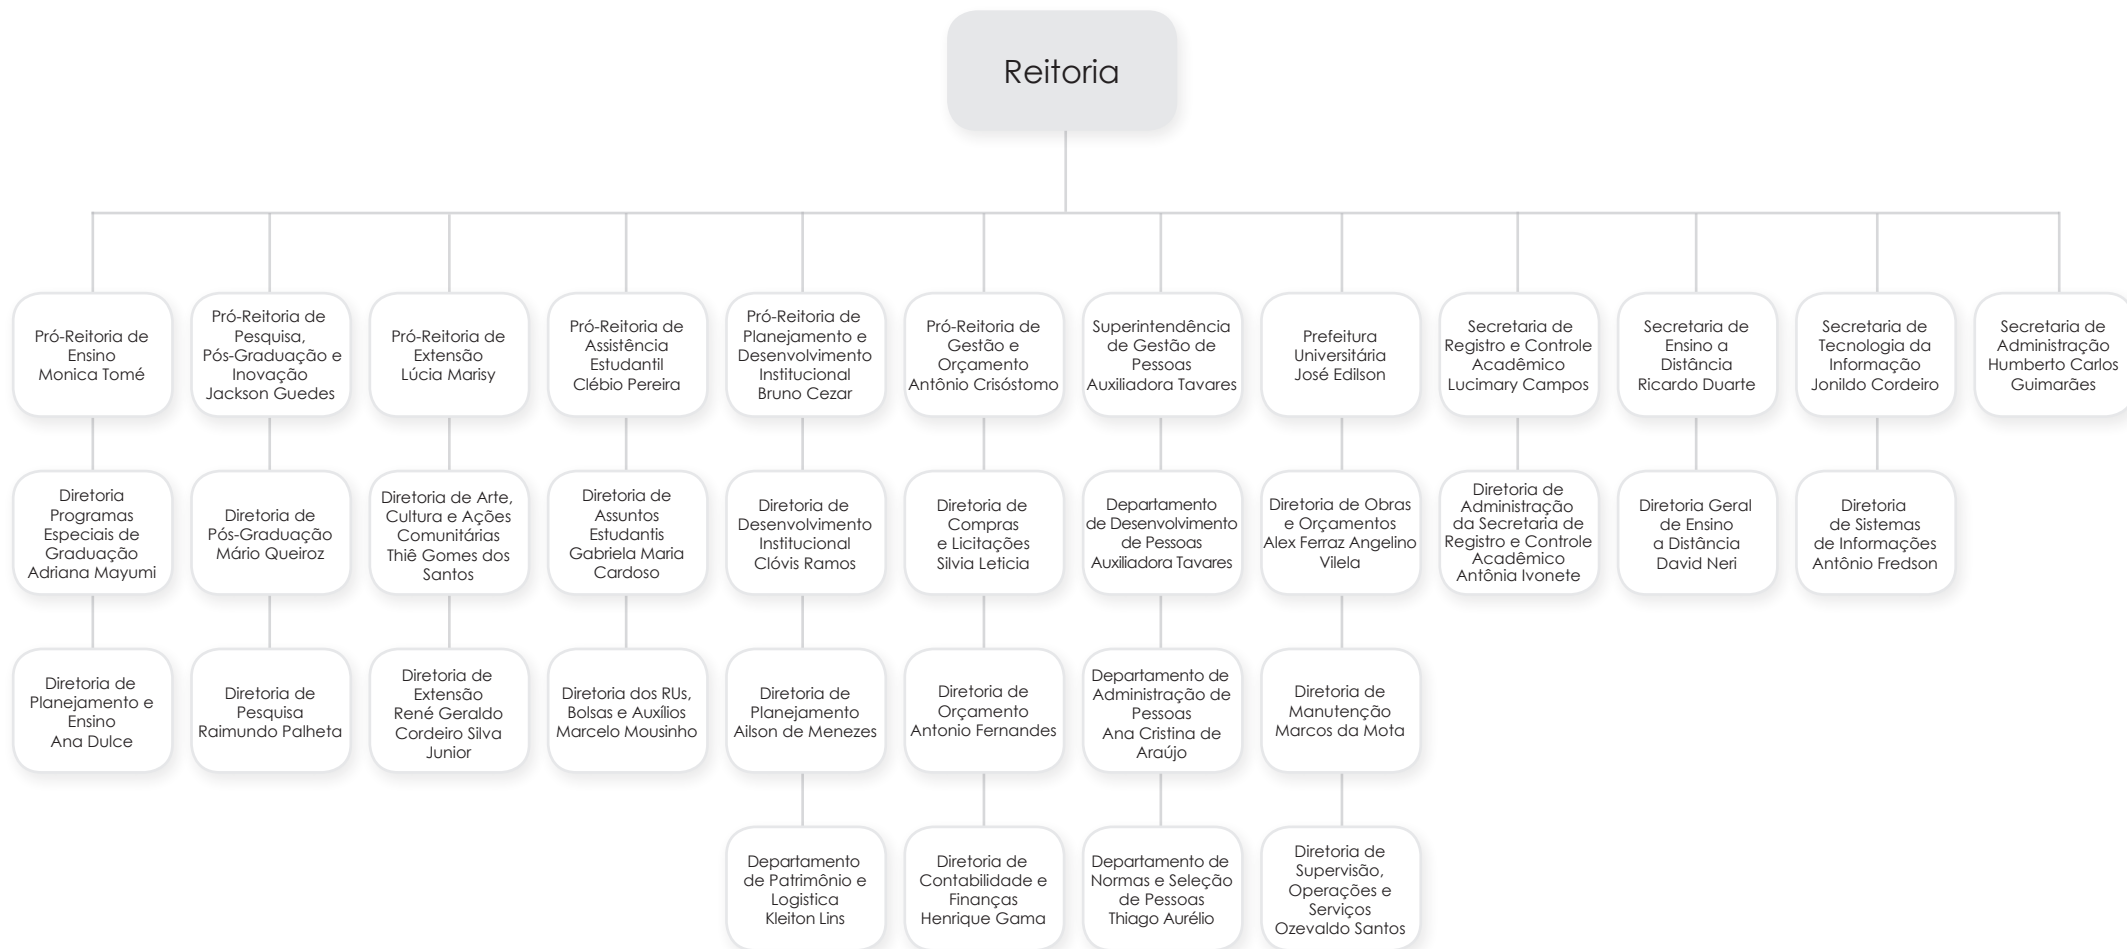 Reitoria
Pró-Reitoria de
Ensino
Monica Tomé
Pró-Reitoria de
Pesquisa,
Pós-Graduação e
Inovação
Jackson Guedes
Pró-Reitoria de
Extensão
Lúcia Marisy
Pró-Reitoria de
Assistência
Estudantil
Clébio Pereira
Pró-Reitoria de
Planejamento e
Desenvolvimento
Institucional
Bruno Cezar
Pró-Reitoria de
Gestão e
Orçamento
Antônio Crisóstomo
Superintendência
de Gestão de
Pessoas
Auxiliadora Tavares
Prefeitura
Universitária
José Edilson
Secretaria de
Registro e Controle
Acadêmico
Lucimary Campos
Secretaria de
Ensino a
Distância
Ricardo Duarte
Secretaria de
Tecnologia da
Informação
Jonildo Cordeiro
Secretaria de
Administração
Humberto Carlos
Guimarães
Diretoria
Programas
Especiais de
Graduação
Adriana Mayumi
Diretoria de
Pós-Graduação
Mário Queiroz
Diretoria de Arte,
Cultura e Ações
Comunitárias
Thiê Gomes dos
Santos
Diretoria de
Assuntos
Estudantis
Gabriela Maria
Cardoso
Diretoria de
Desenvolvimento
Institucional
Clóvis Ramos
Diretoria de
Compras
e Licitações
Silvia Leticia
Departamento
de Desenvolvimento
de Pessoas
Auxiliadora Tavares
Diretoria de Obras
e Orçamentos
Alex Ferraz Angelino
Vilela
Diretoria de
Administração
da Secretaria de
Registro e Controle
Acadêmico
Antônia Ivonete
Diretoria Geral
de Ensino
a Distância
David Neri
Diretoria
de Sistemas
de Informações
Antônio Fredson
Diretoria de
Planejamento e
Ensino
Ana Dulce
Diretoria de
Pesquisa
Raimundo Palheta
Diretoria de
Extensão
René Geraldo
Cordeiro Silva
Junior
Diretoria dos RUs,
Bolsas e Auxílios
Marcelo Mousinho
Diretoria de
Planejamento
Ailson de Menezes
Diretoria de
Orçamento
Antonio Fernandes
Departamento de
Administração de
Pessoas
Ana Cristina de
Araújo
Diretoria de
Manutenção
Marcos da Mota
Departamento
de Patrimônio e
Logistica
Kleiton Lins
Diretoria de
Contabilidade e
Finanças
Henrique Gama
Departamento de
Normas e Seleção
de Pessoas
Thiago Aurélio
Diretoria de
Supervisão,
Operações e
Serviços
Ozevaldo Santos